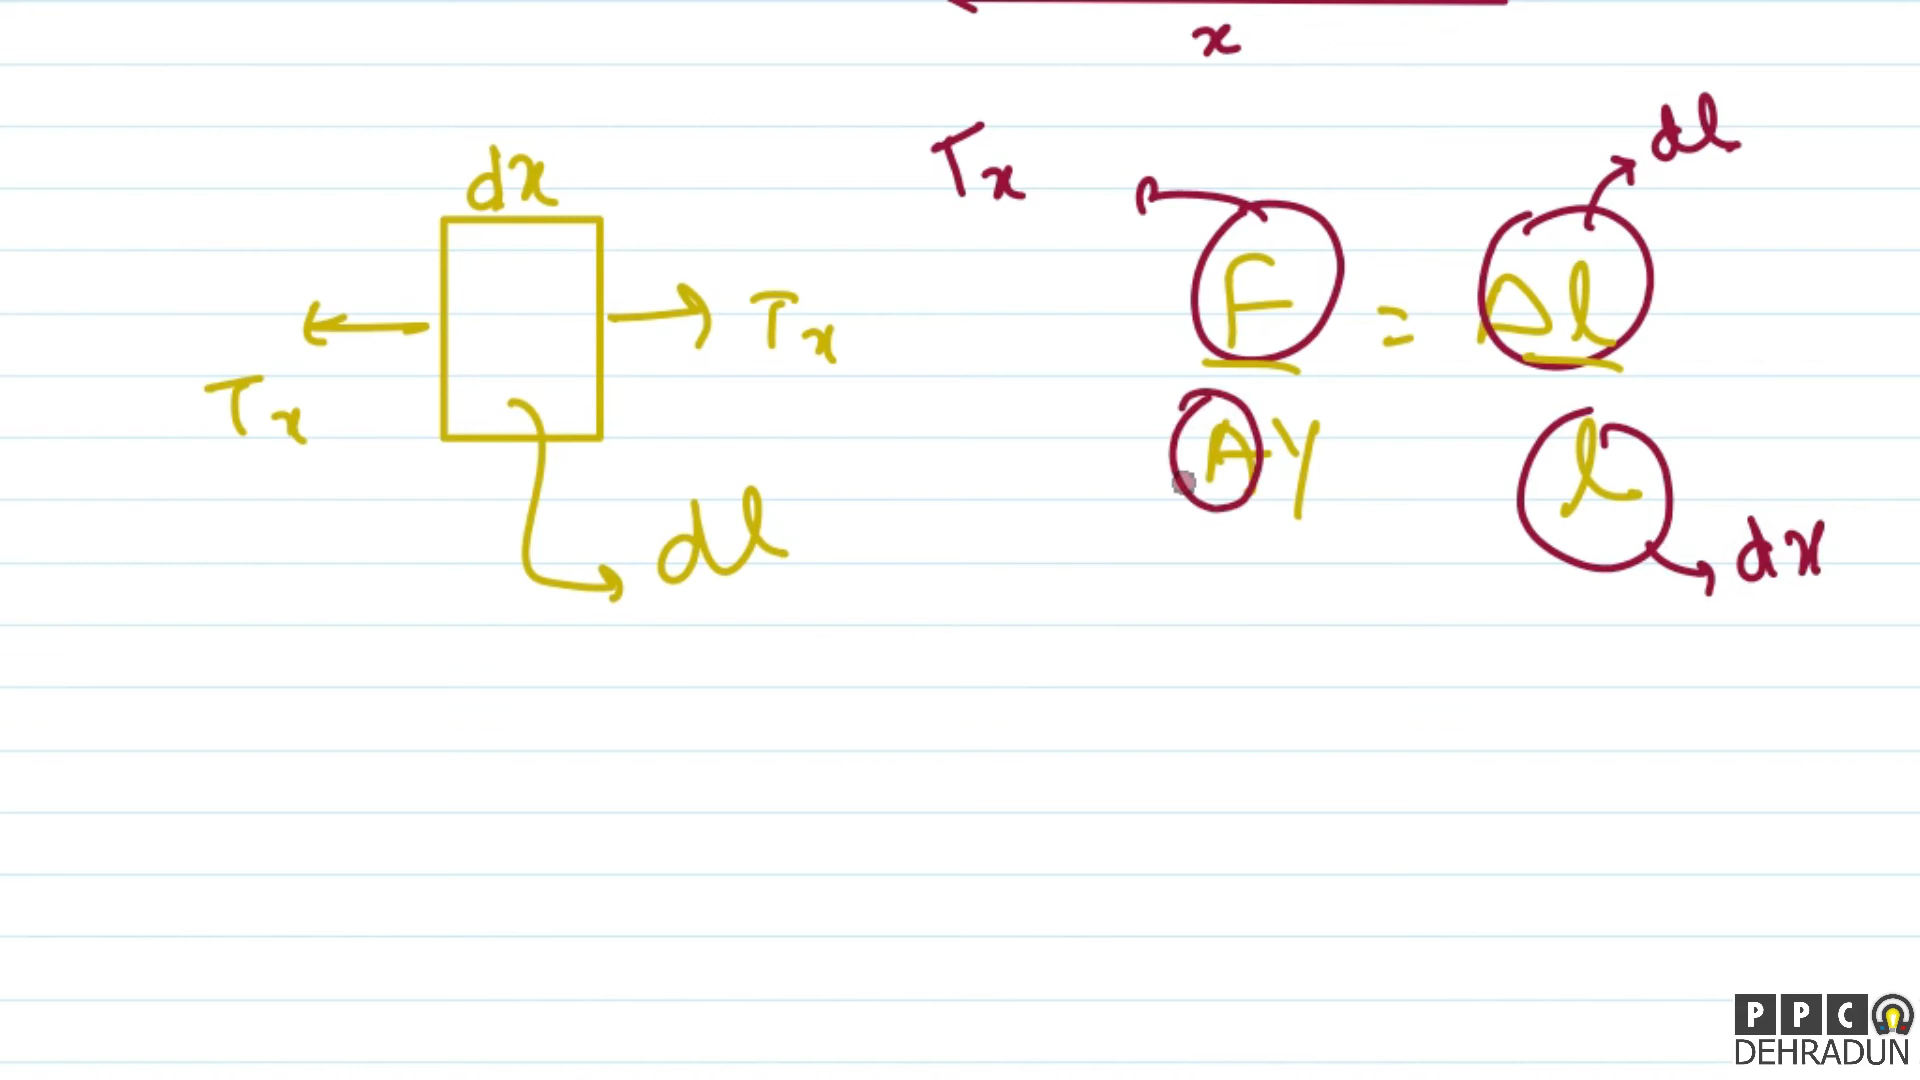 x
dx
Tx
Tx
dl
Tx
dl
F = Δl
AY l
dx
PPC
DEHRADUN